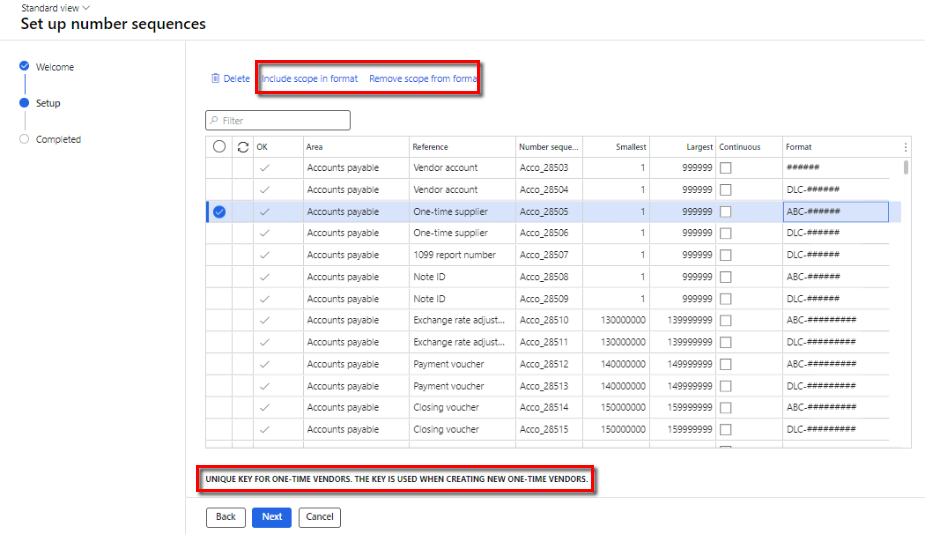 Standard view
Set up number sequences
Welcome
Setup
Completed
Delete Include scope in format Remove scope from forma
Filter
OK Area Reference Number seque... Smallest Largest Continuous Format
Accounts payable Vendor account Acco_28503 1 999999 ######
Accounts payable Vendor account Acco_28504 1 999999 DLC-######
Accounts payable One-time supplier Acco_28505 1 999999 ABC-######
Accounts payable One-time supplier Acco_28506 1 999999 DLC-######
Accounts payable 1099 report number Acco_28507 1 999999 DLC-######
Accounts payable Note ID Acco_28508 1 999999 ABC-######
Accounts payable Note ID Acco_28509 1 999999 DLC-######
Accounts payable Exchange rate adjust... Acco_28510 130000000 139999999 ABC-#########
Accounts payable Exchange rate adjust... Acco_28511 130000000 139999999 DLC-#########
Accounts payable Payment voucher Acco_28512 140000000 149999999 ABC-#########
Accounts payable Payment voucher Acco_28513 140000000 149999999 DLC-#########
Accounts payable Closing voucher Acco_28514 150000000 159999999 ABC-#########
Accounts payable Closing voucher Acco_28515 150000000 159999999 DLC-#########
UNIQUE KEY FOR ONE-TIME VENDORS. THE KEY IS USED WHEN CREATING NEW ONE-TIME VENDORS.
Back Next Cancel